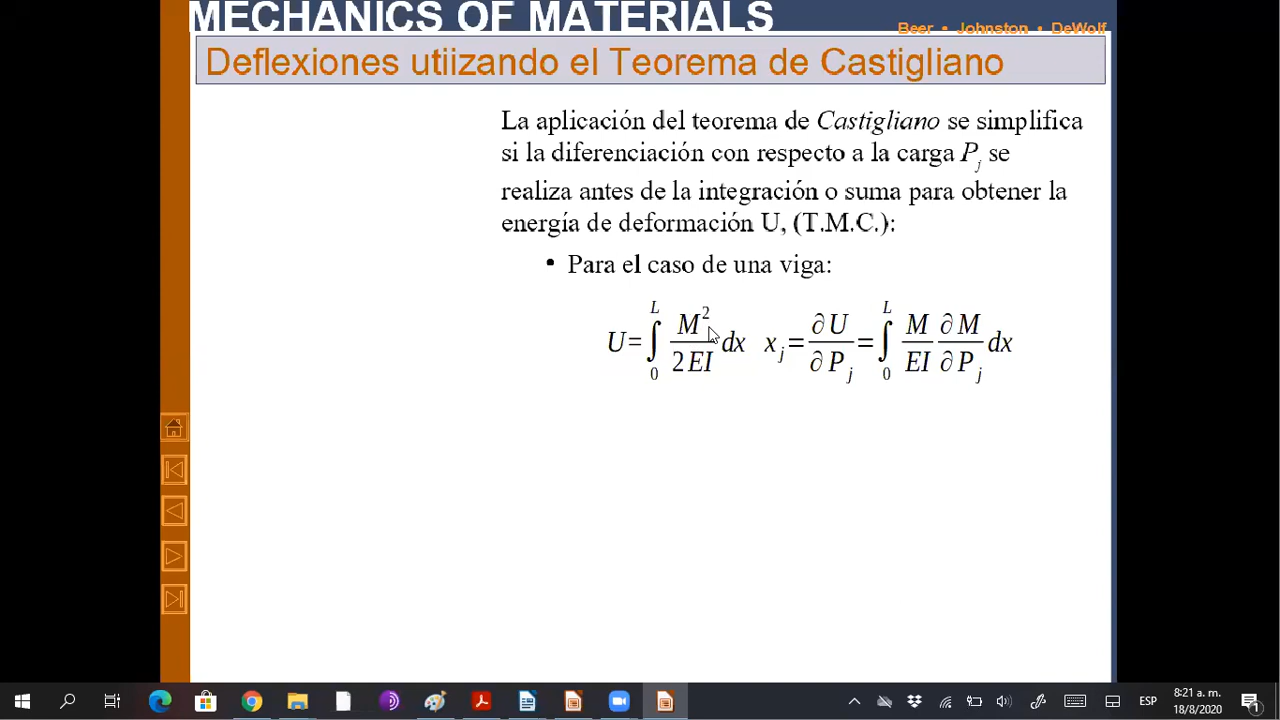 MECHANICS OF MATERIALS
Beer • Johnston • DeWolf
Deflexiones utiizando el Teorema de Castigliano
La aplicación del teorema de Castigliano se simplifica
si la diferenciación con respecto a la carga P_j se
realiza antes de la integración o suma para obtener la
energía de deformación U, (T.M.C.):
• Para el caso de una viga:
U=∫₀ᴸ M²/2EI dx x_j=∂U/∂P_j=∫₀ᴸ M/EI ∂M/∂P_j dx
ESP
8:21 a. m.
18/8/2020